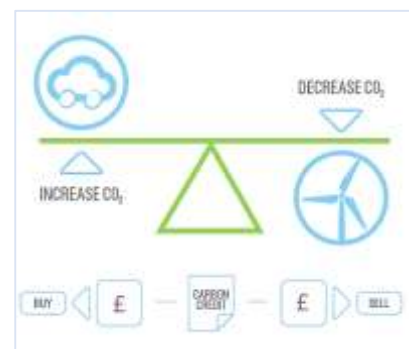 DECREASE CO₂
INCREASE CO₂
BUY £ CARBON CREDIT £ SELL